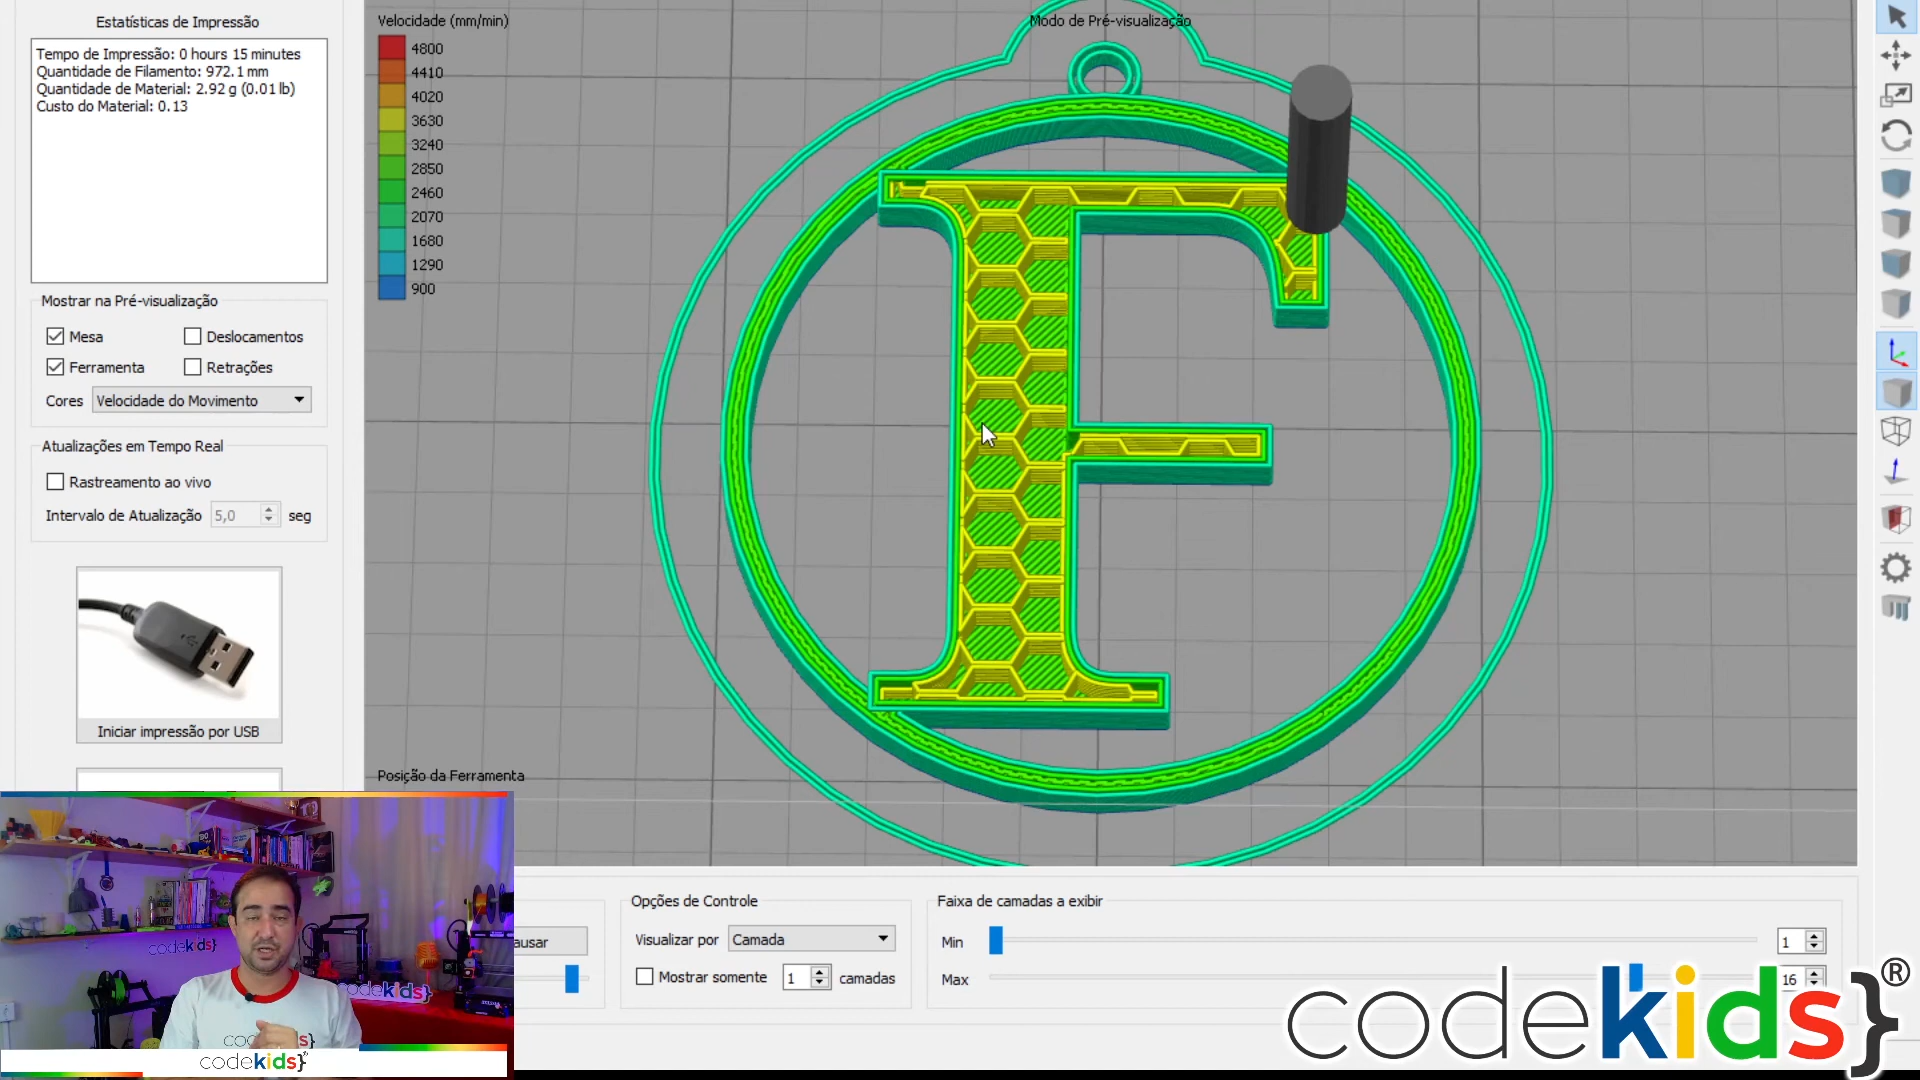 Estatísticas de Impressão
Tempo de Impressão: 0 hours 15 minutes
Quantidade de Filamento: 972.1 mm
Quantidade de Material: 2.92 g (0.01 lb)
Custo do Material: 0.13
Mostrar na Pré-visualização
Mesa
Deslocamentos
Ferramenta
Retrações
Cores
Velocidade do Movimento
Atualizações em Tempo Real
Rastreamento ao vivo
Intervalo de Atualização 5,0 seg
Iniciar impressão por USB
Velocidade (mm/min)
4800
4410
4020
3630
3240
2850
2460
2070
1680
1290
900
Modo de Pré-visualização
F
Posição da Ferramenta
ausar
Opções de Controle
Visualizar por Camada
Mostrar somente 1 camadas
Faixa de camadas a exibir
Min 1
Max 16
codekids}®
codekids}
codekids}
codekids}